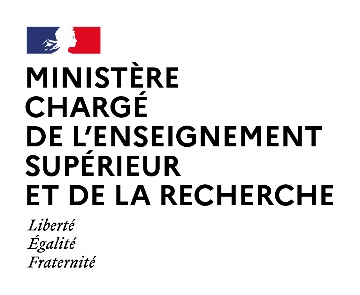 MINISTÈRE
CHARGÉ
DE L'ENSEIGNEMENT
SUPÉRIEUR
ET DE LA RECHERCHE
Liberté
Égalité
Fraternité